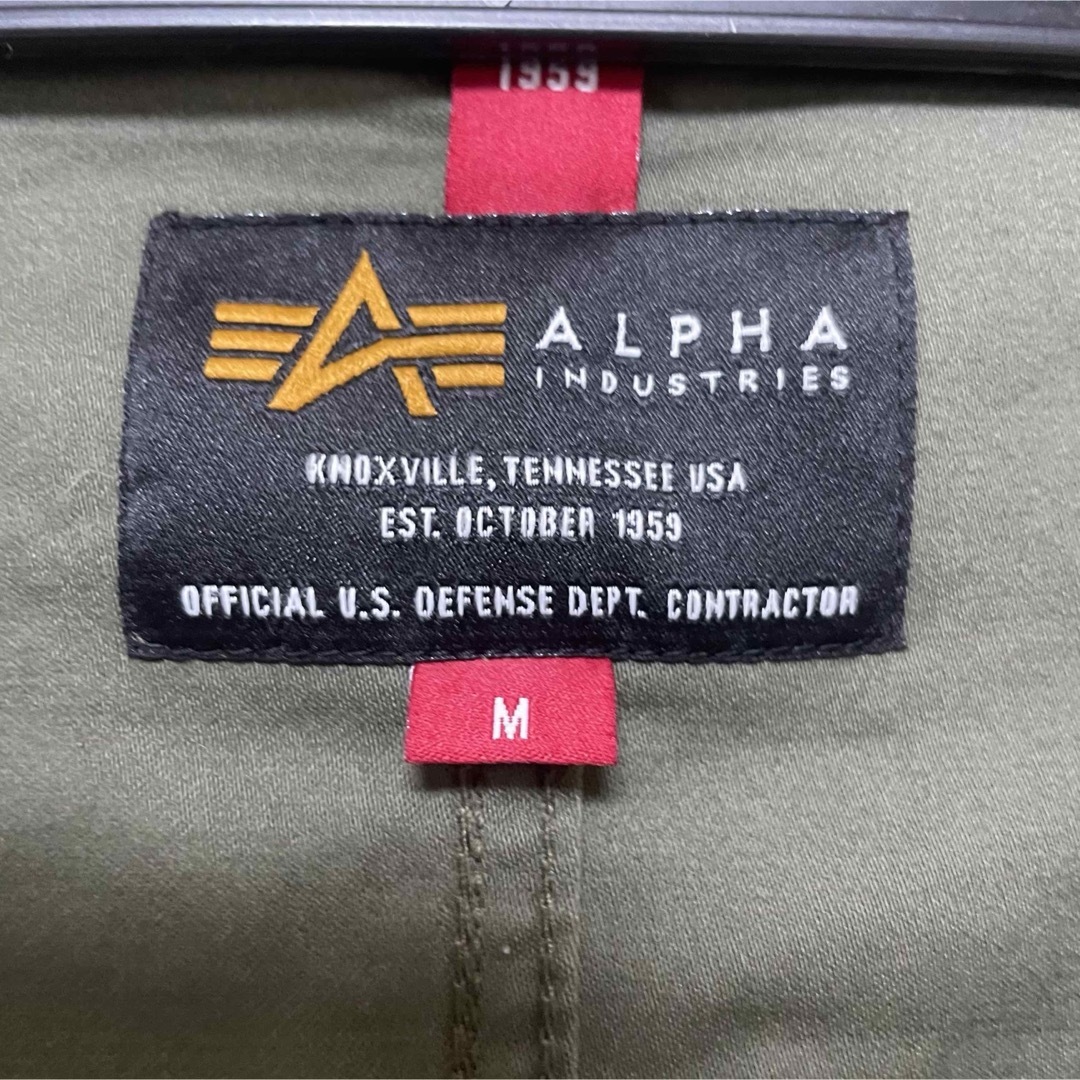 1959
ALPHA
INDUSTRIES
KNOXVILLE, TENNESSEE USA
EST. OCTOBER 1959
OFFICIAL U.S. DEFENSE DEPT. CONTRACTOR
M